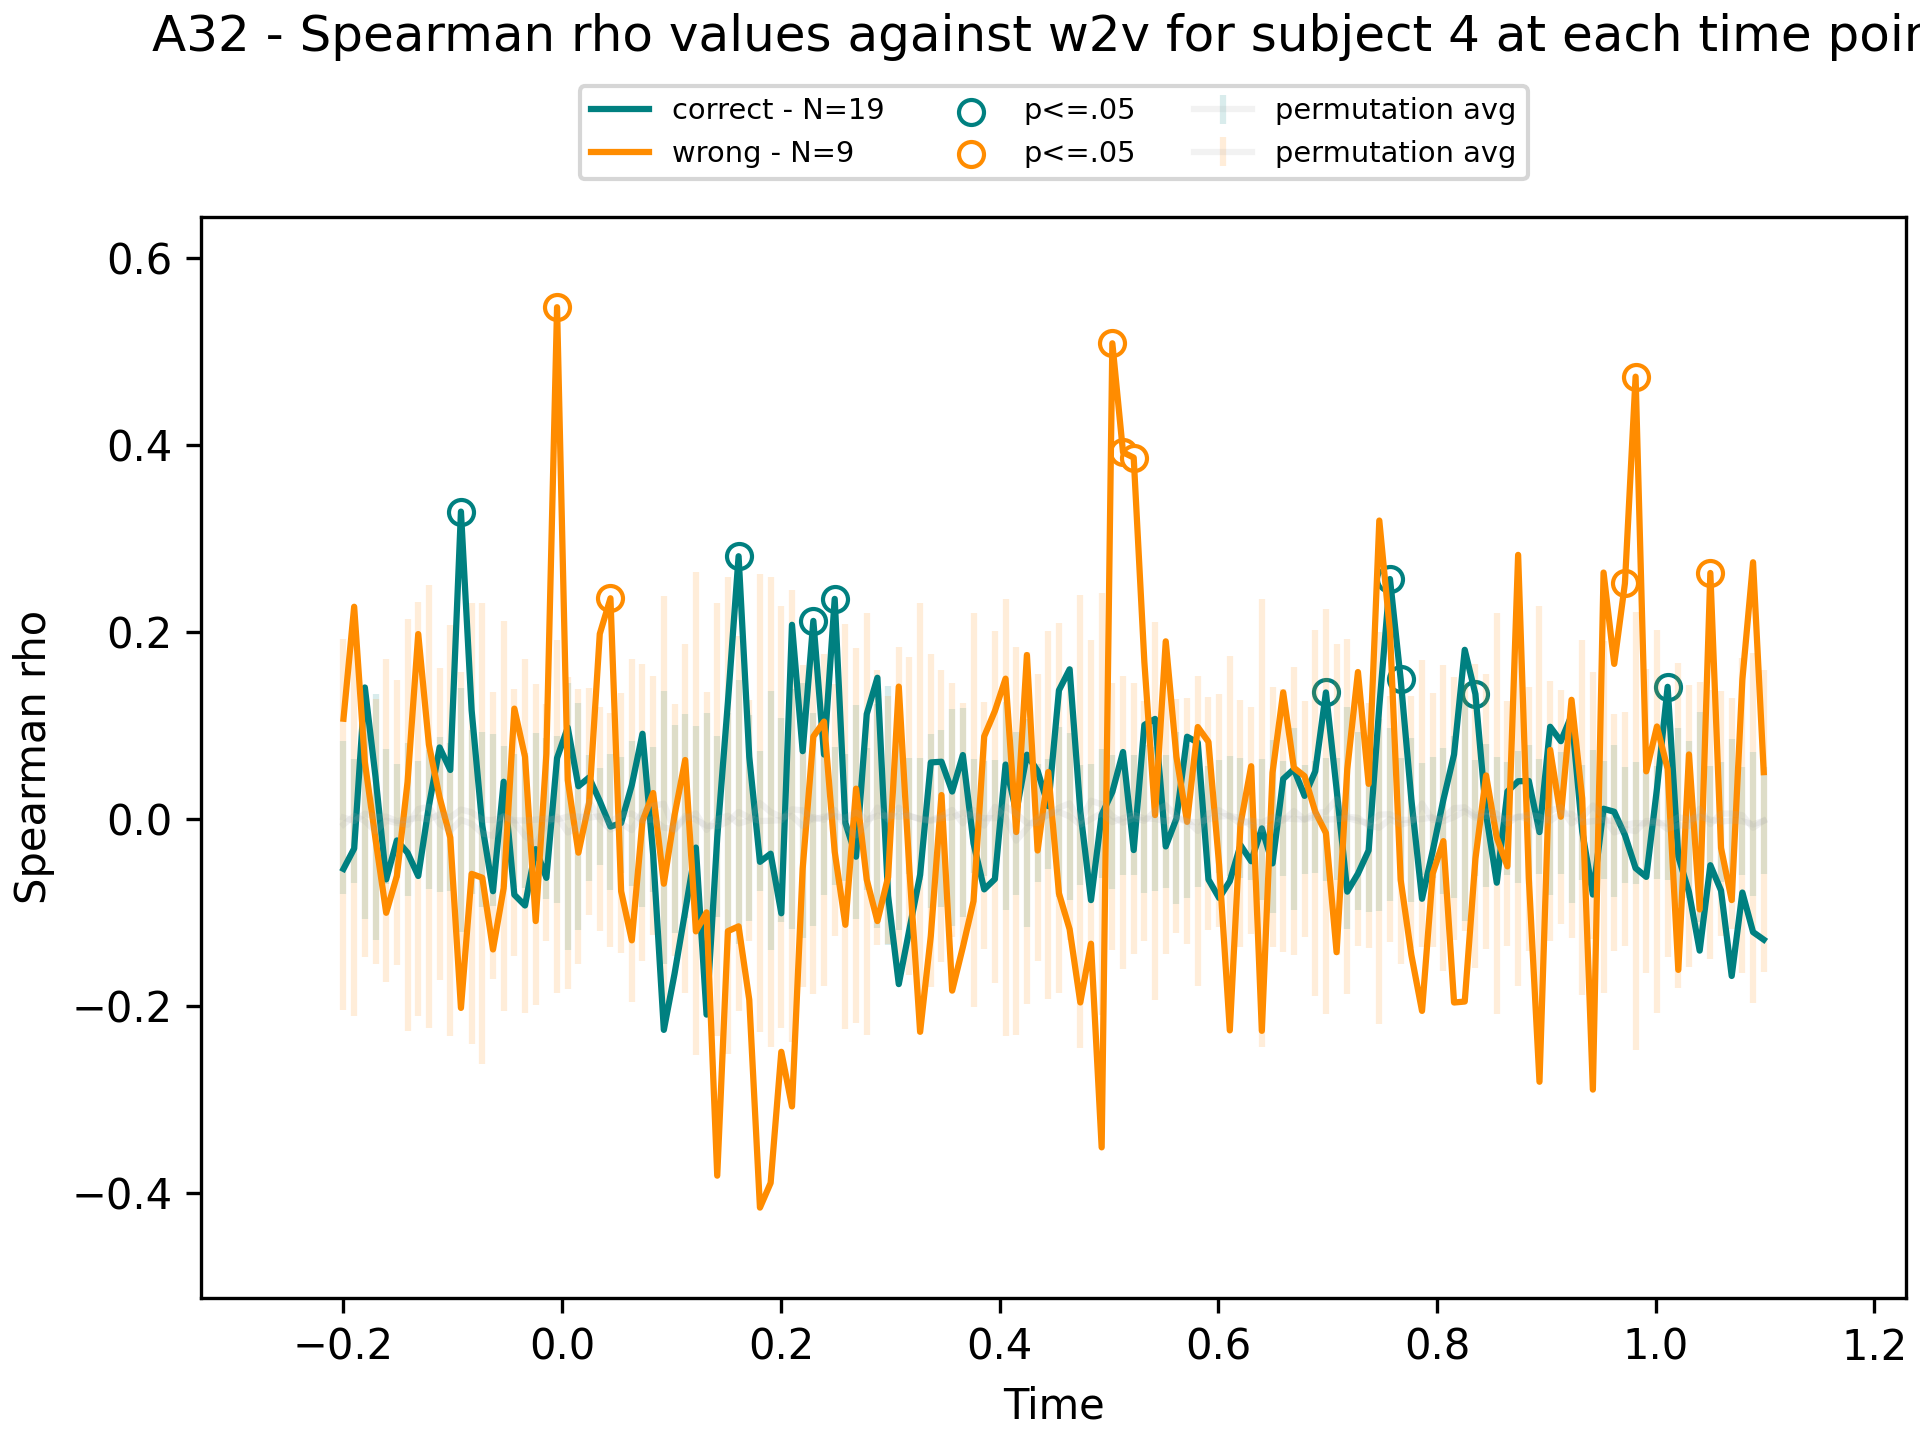 A32 - Spearman rho values against w2v for subject 4 at each time poin
correct - N=19
wrong - N=9
p<=.05
p<=.05
permutation avg
permutation avg
Spearman rho
0.6
0.4
0.2
0.0
−0.2
−0.4
−0.2
0.0
0.2
0.4
0.6
0.8
1.0
1.2
Time